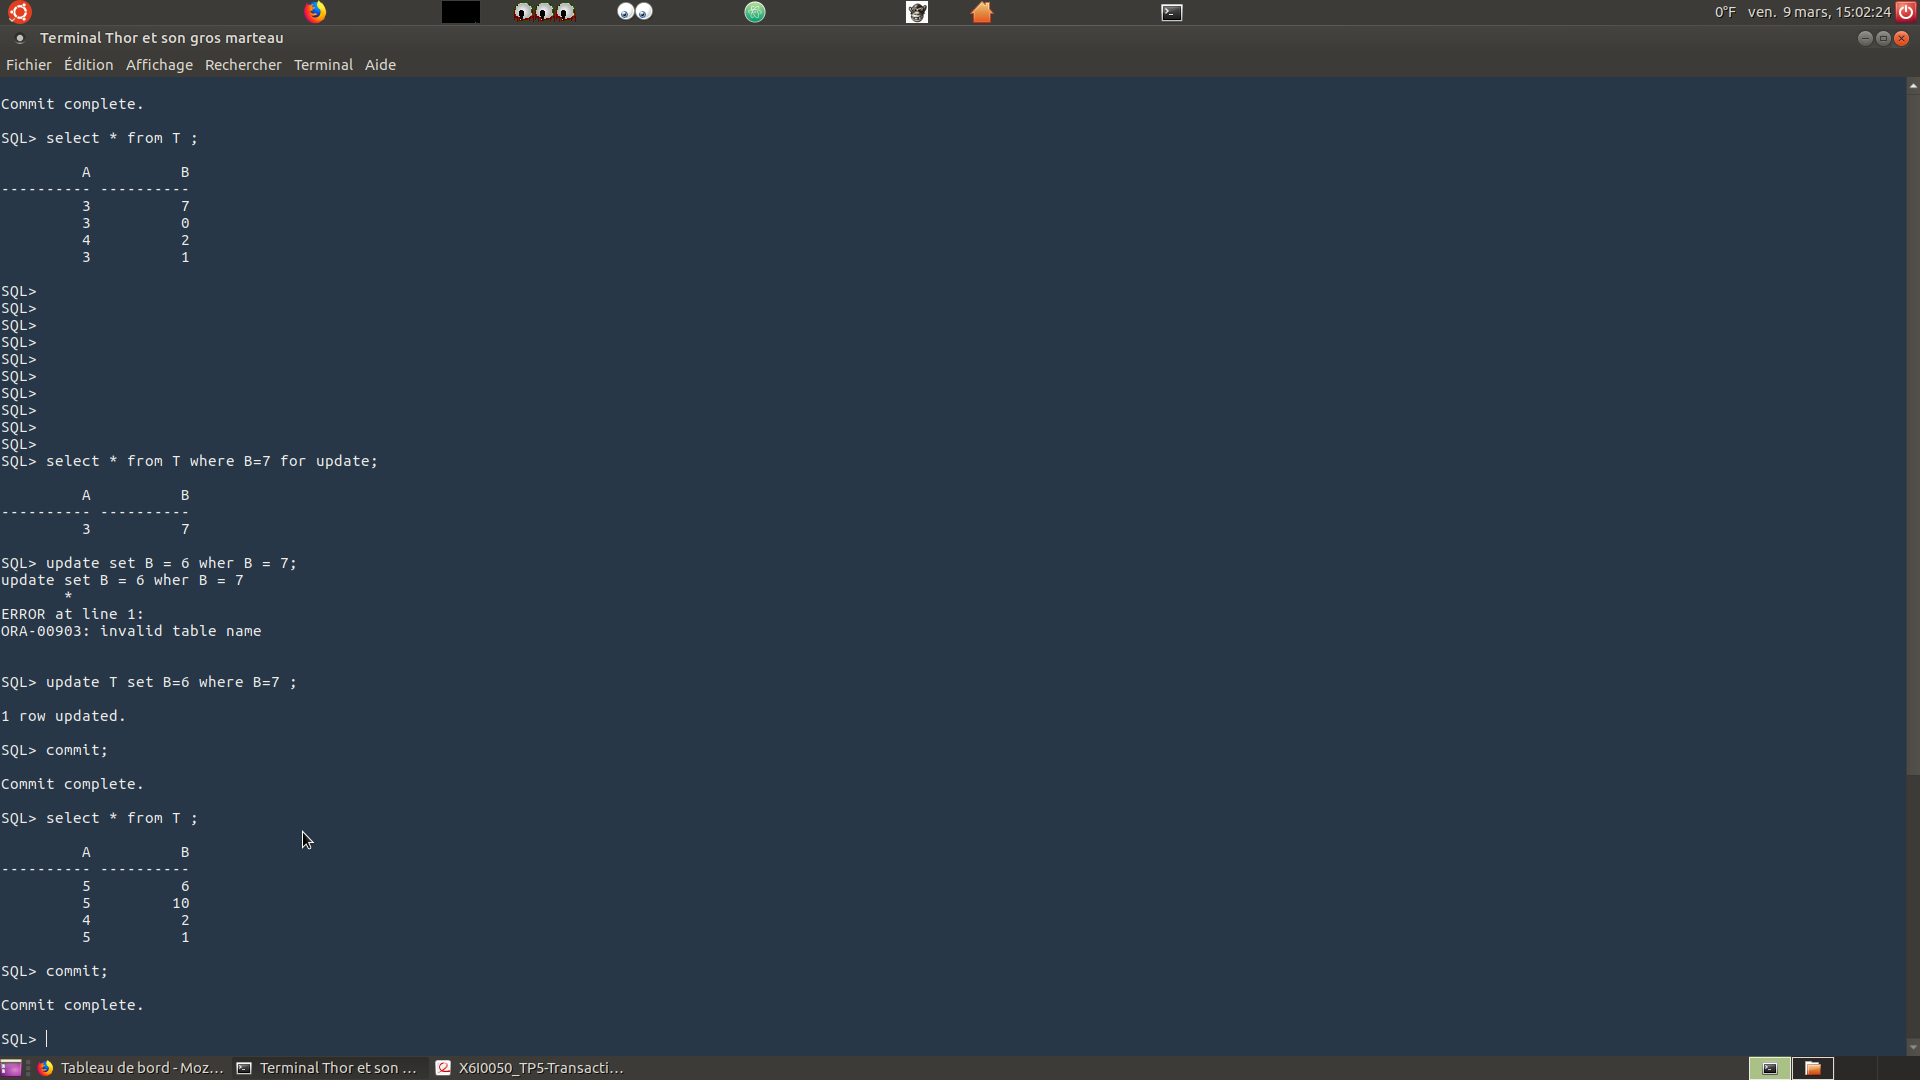 0°F ven. 9 mars, 15:02:24
Terminal Thor et son gros marteau
Fichier Édition Affichage Rechercher Terminal Aide
Commit complete.
SQL> select * from T ;
A B
---------- ----------
3 7
3 0
4 2
3 1
SQL>
SQL>
SQL>
SQL>
SQL>
SQL>
SQL>
SQL>
SQL>
SQL>
SQL> select * from T where B=7 for update;
A B
---------- ----------
3 7
SQL> update set B = 6 wher B = 7;
update set B = 6 wher B = 7
*
ERROR at line 1:
ORA-00903: invalid table name
SQL> update T set B=6 where B=7 ;
1 row updated.
SQL> commit;
Commit complete.
SQL> select * from T ;
A B
---------- ----------
5 6
5 10
4 2
5 1
SQL> commit;
Commit complete.
SQL>
Tableau de bord - Moz... Terminal Thor et son ... X6I0050_TP5-Transacti...